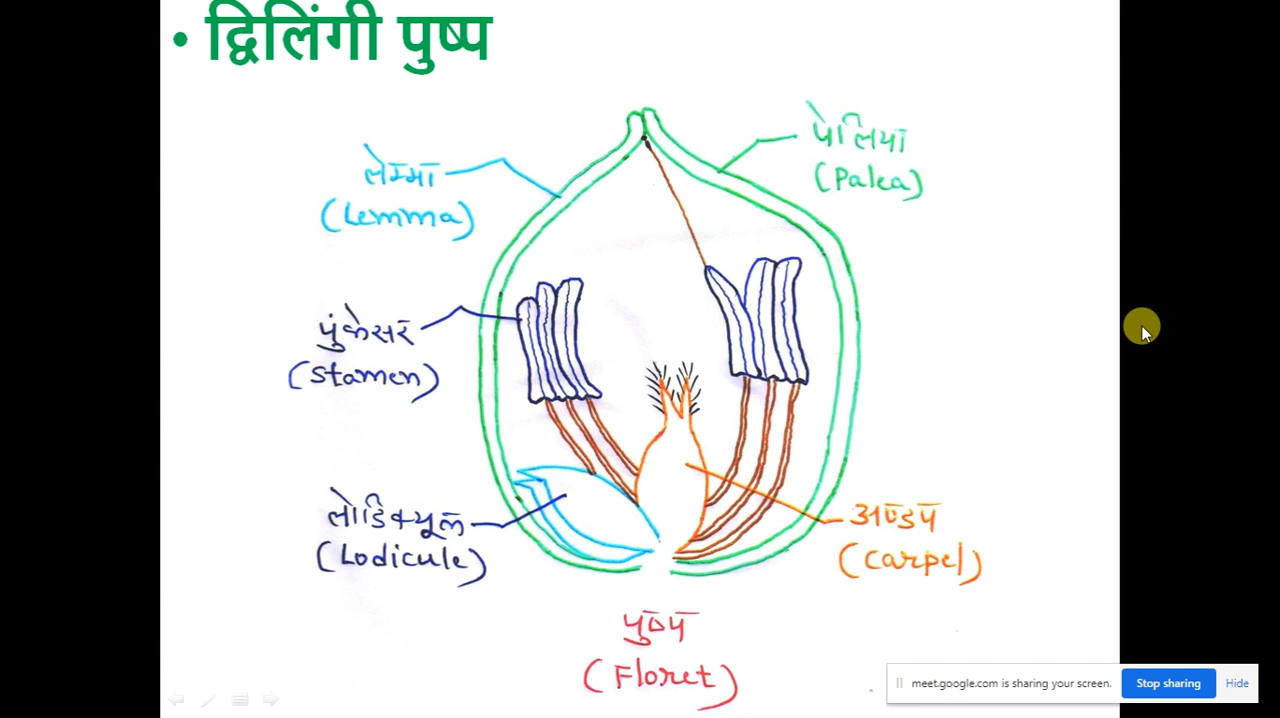 • द्विलिंगी पुष्प
पेलिया
(Palea)
लेम्मा
(Lemma)
पुंकेसर
(Stamen)
लोडिक्यूल
(Lodicule)
अण्डप
(Carpel)
पुष्प
(Floret)
meet.google.com is sharing your screen.
Stop sharing
Hide